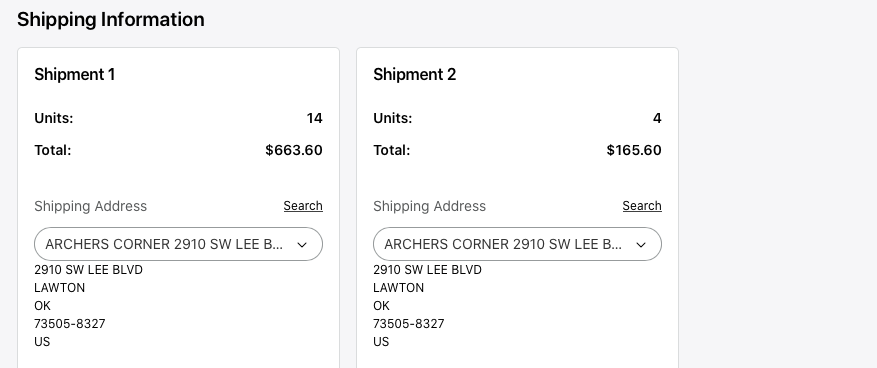 Shipping Information
Shipment 1
Units: 14
Total: $663.60
Shipping Address Search
ARCHERS CORNER 2910 SW LEE B...
2910 SW LEE BLVD
LAWTON
OK
73505-8327
US
Shipment 2
Units: 4
Total: $165.60
Shipping Address Search
ARCHERS CORNER 2910 SW LEE B...
2910 SW LEE BLVD
LAWTON
OK
73505-8327
US